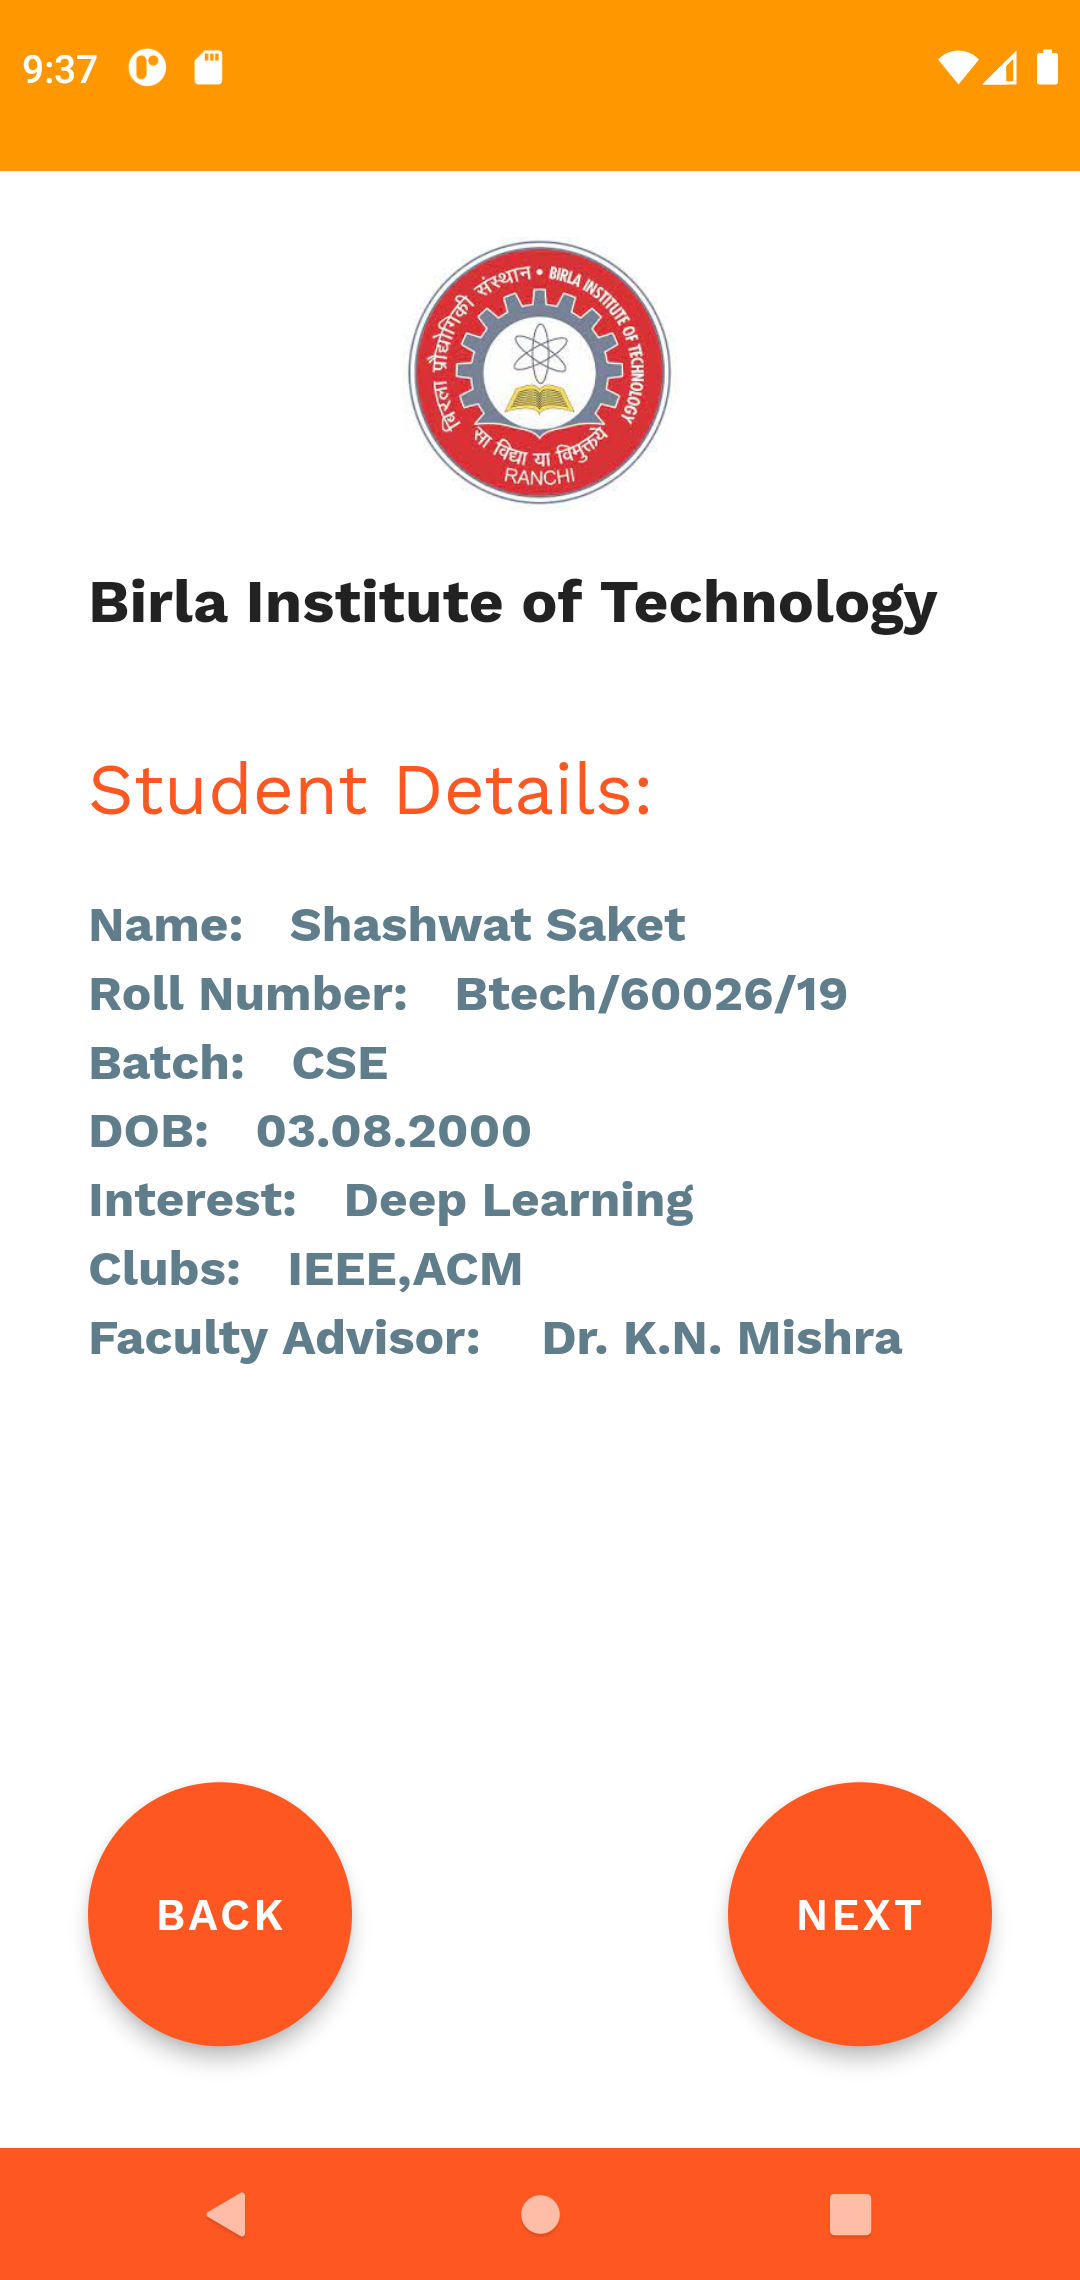 9:37
बिरला प्रौद्योगिकी संस्थान • BIRLA INSTITUTE OF TECHNOLOGY
सा विद्या या विमुक्तये
RANCHI
Birla Institute of Technology
Student Details:
Name: Shashwat Saket
Roll Number: Btech/60026/19
Batch: CSE
DOB: 03.08.2000
Interest: Deep Learning
Clubs: IEEE,ACM
Faculty Advisor: Dr. K.N. Mishra
BACK NEXT